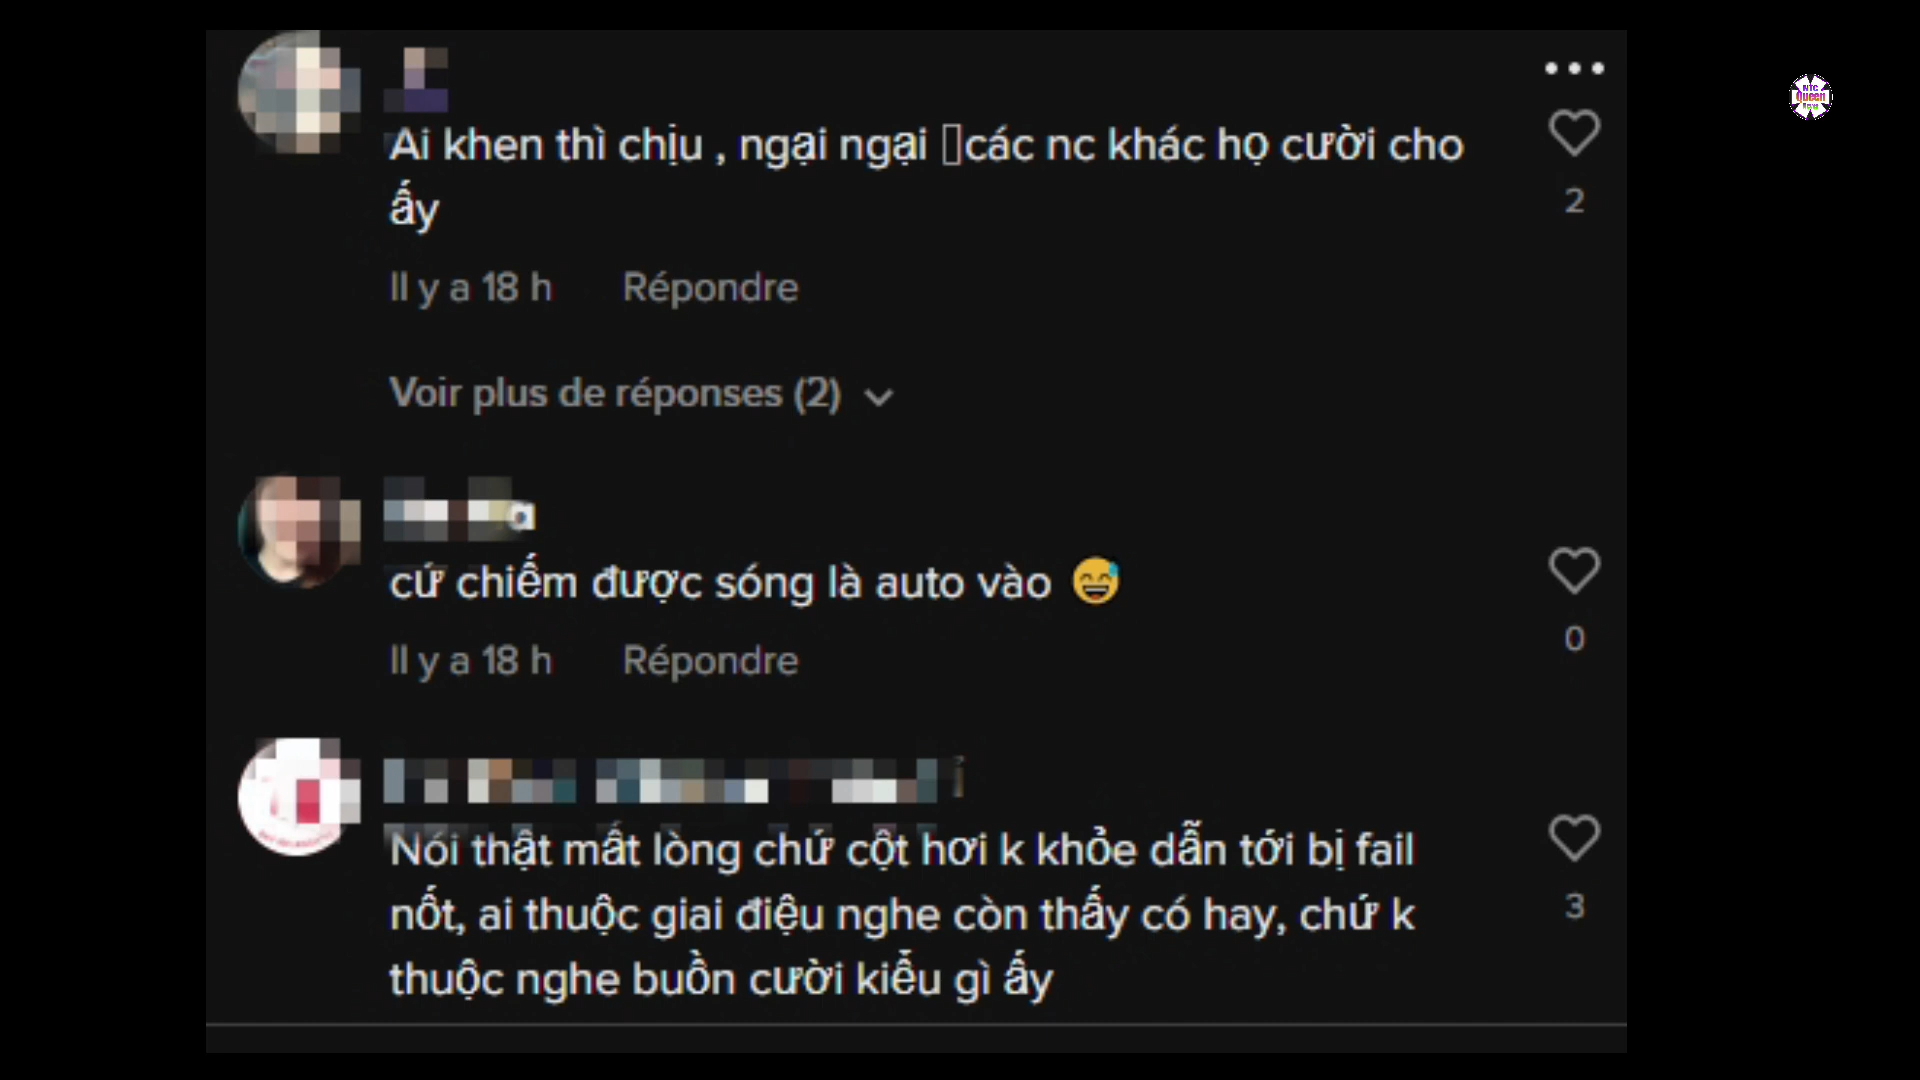 Ai khen thì chịu , ngại ngại các nc khác họ cười cho
ấy
2
Il y a 18 h Répondre
Voir plus de réponses (2)
cứ chiếm được sóng là auto vào 😅
0
Il y a 18 h Répondre
Nói thật mất lòng chứ cột hơi k khỏe dẫn tới bị fail
nốt, ai thuộc giai điệu nghe còn thấy có hay, chứ k
thuộc nghe buồn cười kiểu gì ấy
3
NTC
Queen